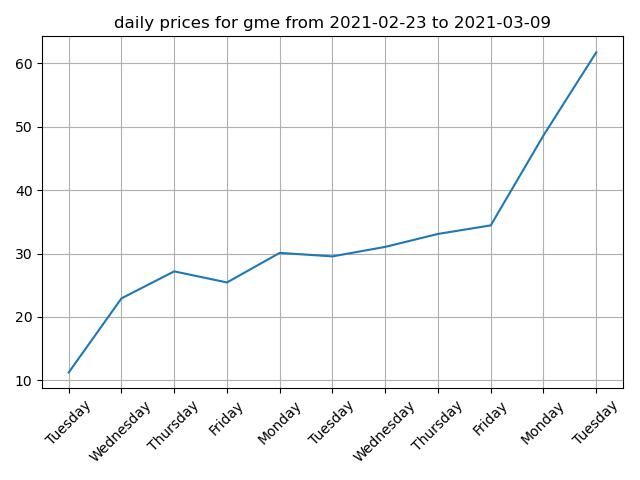 daily prices for gme from 2021-02-23 to 2021-03-09
60
50
40
30
20
10
Tuesday
Wednesday
Thursday
Friday
Monday
Tuesday
Wednesday
Thursday
Friday
Monday
Tuesday